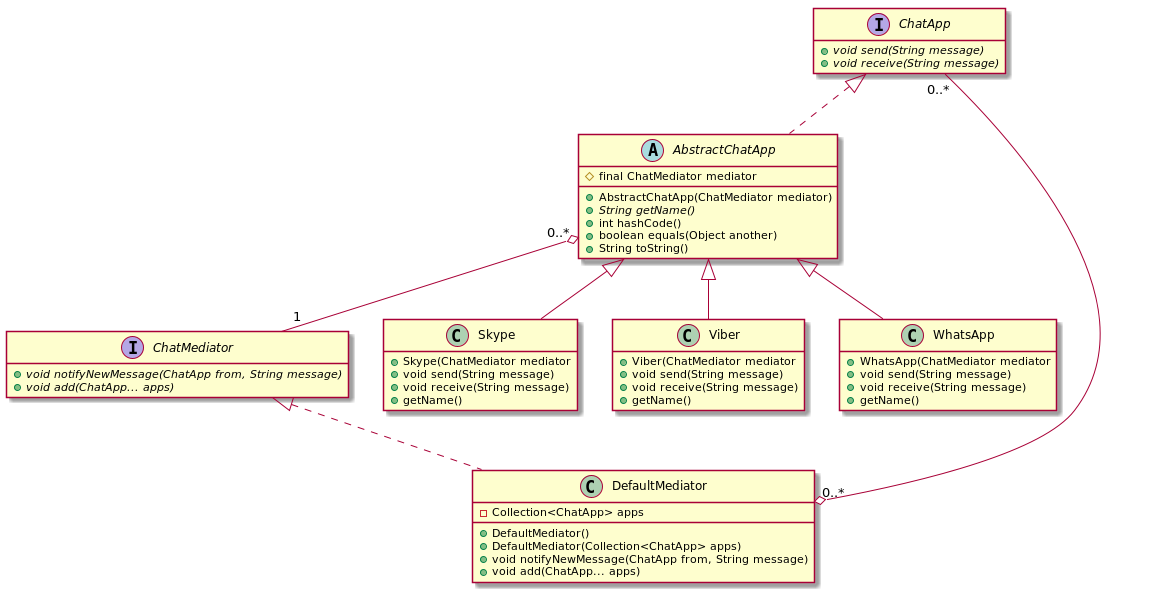 I ChatApp
void send(String message)
void receive(String message)
0..*
A AbstractChatApp
final ChatMediator mediator
AbstractChatApp(ChatMediator mediator)
String getName()
int hashCode()
boolean equals(Object another)
String toString()
0..*
1
I ChatMediator
void notifyNewMessage(ChatApp from, String message)
void add(ChatApp... apps)
C Skype
Skype(ChatMediator mediator
void send(String message)
void receive(String message)
getName()
C Viber
Viber(ChatMediator mediator
void send(String message)
void receive(String message)
getName()
C WhatsApp
WhatsApp(ChatMediator mediator
void send(String message)
void receive(String message)
getName()
C DefaultMediator
Collection<ChatApp> apps
DefaultMediator()
DefaultMediator(Collection<ChatApp> apps)
void notifyNewMessage(ChatApp from, String message)
void add(ChatApp... apps)
0..*